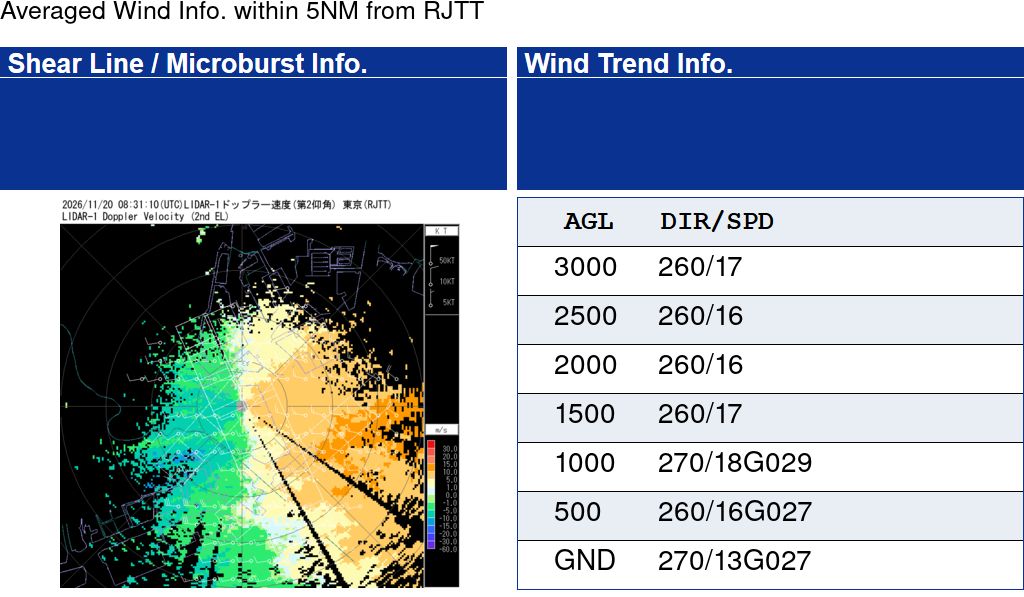 Averaged Wind Info. within 5NM from RJTT
Shear Line / Microburst Info.
Wind Trend Info.
2026/11/20 08:31:10(UTC)LIDAR-1ドップラー速度(第2仰角) 東京(RJTT)
LIDAR-1 Doppler Velocity (2nd EL)
KT
50KT
10KT
5KT
m/s
30.0
20.0
15.0
10.0
5.0
1.0
0.0
-1.0
-5.0
-10.0
-15.0
-20.0
-30.0
-60.0
AGL DIR/SPD
3000 260/17
2500 260/16
2000 260/16
1500 260/17
1000 270/18G029
500 260/16G027
GND 270/13G027